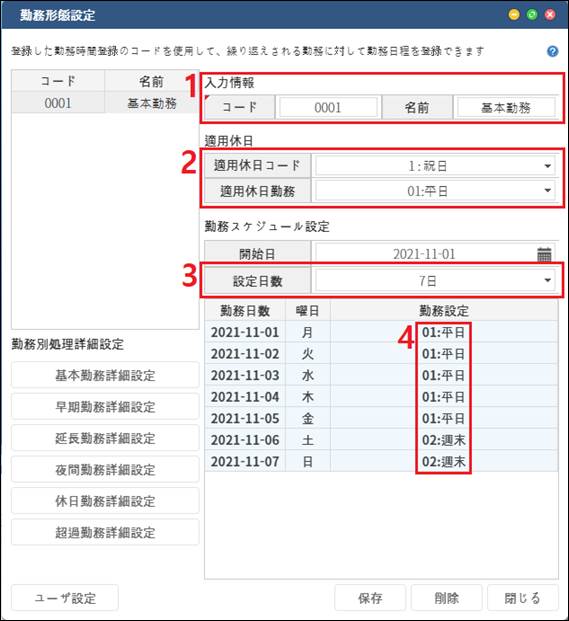 勤務形態設定
登録した勤務時間登録のコードを使用して、繰り返えされる勤務に対して勤務日程を登録できます ?
コード 名前
0001 基本勤務
1 入力情報
コード 0001 名前 基本勤務
適用休日
2 適用休日コード 1:祝日
適用休日勤務 01:平日
勤務スケジュール設定
開始日 2021-11-01
3 設定日数 7日
勤務日数 曜日 勤務設定
4
2021-11-01 月 01:平日
2021-11-02 火 01:平日
2021-11-03 水 01:平日
2021-11-04 木 01:平日
2021-11-05 金 01:平日
2021-11-06 土 02:週末
2021-11-07 日 02:週末
勤務別処理詳細設定
基本勤務詳細設定
早期勤務詳細設定
延長勤務詳細設定
夜間勤務詳細設定
休日勤務詳細設定
超過勤務詳細設定
ユーザ設定 保存 削除 閉じる